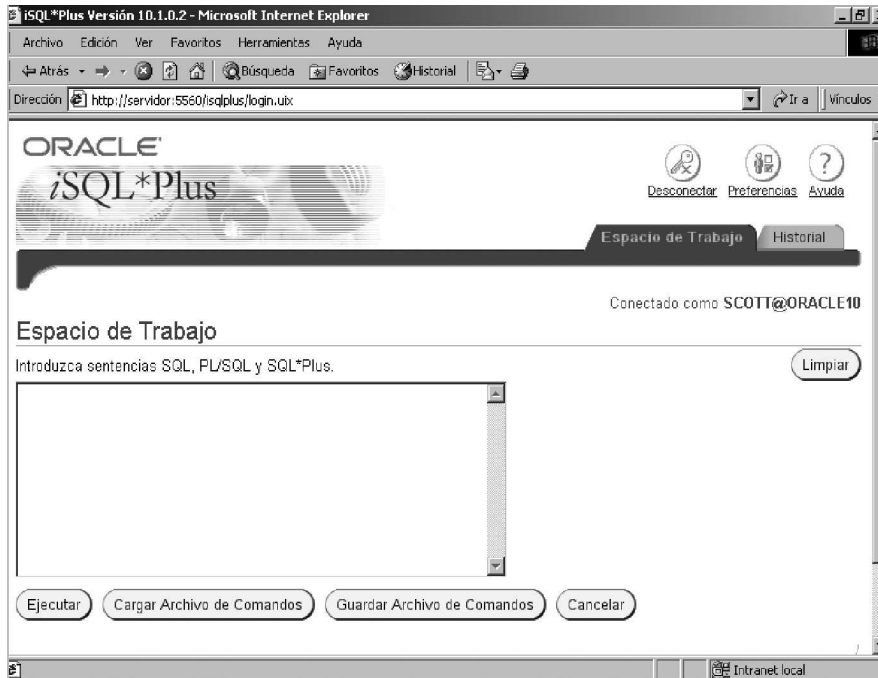 iSQL*Plus Versión 10.1.0.2 - Microsoft Internet Explorer
Archivo Edición Ver Favoritos Herramientas Ayuda
Atrás Búsqueda Favoritos Historial
Dirección http://servidor:5560/isqlplus/login.uix Ir a Vínculos
ORACLE
iSQL*Plus
Desconectar Preferencias Ayuda
Espacio de Trabajo Historial
Conectado como SCOTT@ORACLE10
Espacio de Trabajo
Introduzca sentencias SQL, PL/SQL y SQL*Plus.
Limpiar
Ejecutar Cargar Archivo de Comandos Guardar Archivo de Comandos Cancelar
Intranet local